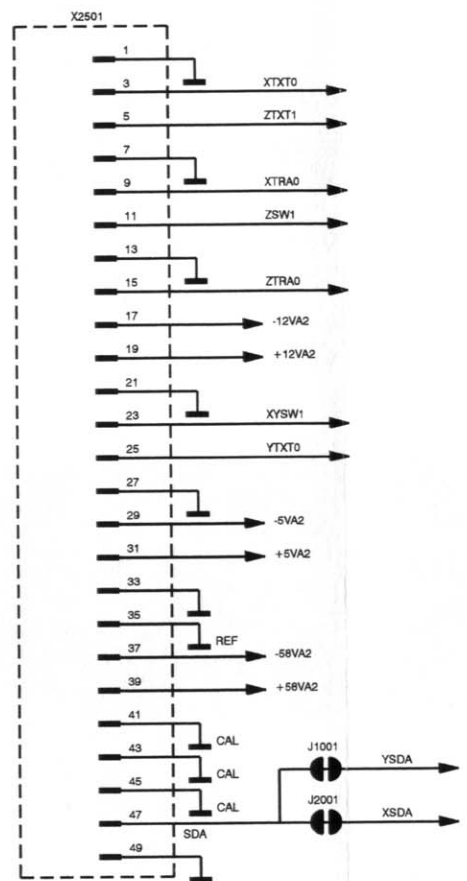 X2501
1
3 XTXT0
5 ZTXT1
7
9 XTRA0
11 ZSW1
13
15 ZTRA0
17 -12VA2
19 +12VA2
21
23 XYSW1
25 YTXT0
27
29 -5VA2
31 +5VA2
33
35 REF
37 -58VA2
39 +58VA2
41 CAL
43 CAL
45 CAL
J1001 YSDA
47 SDA J2001 XSDA
49